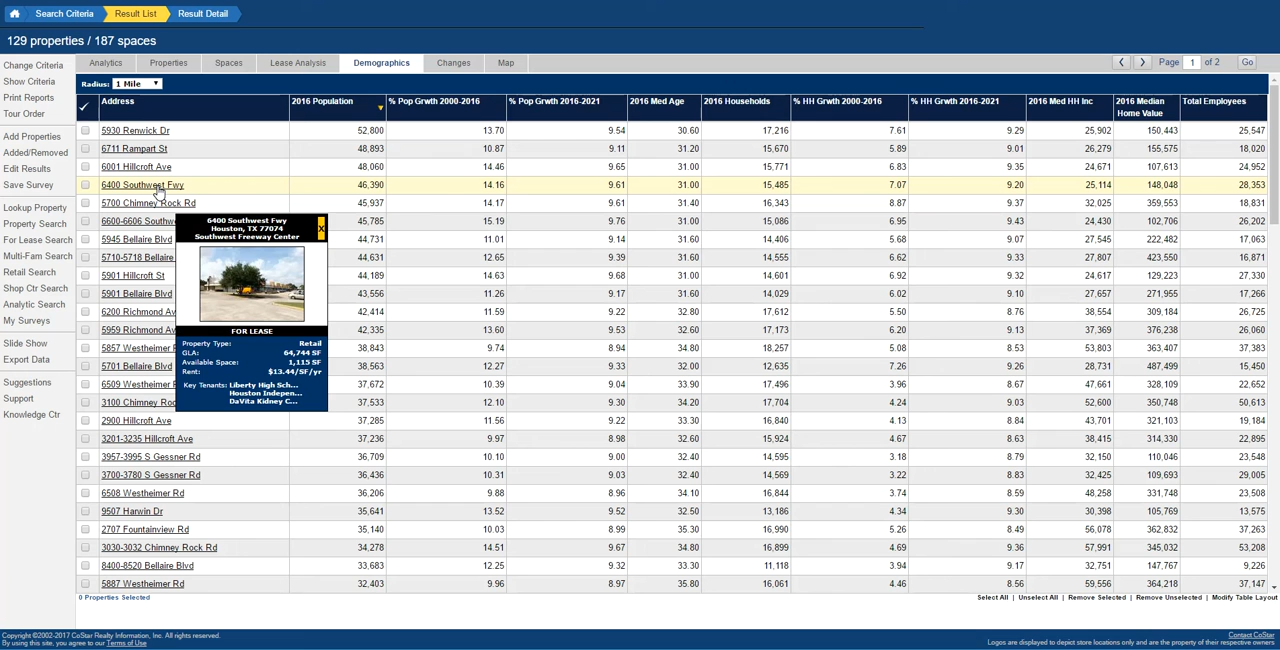 Search Criteria Result List Result Detail
129 properties / 187 spaces
Change Criteria
Show Criteria
Print Reports
Tour Order
Add Properties
Added/Removed
Edit Results
Save Survey
Lookup Property
Property Search
For Lease Search
Multi-Fam Search
Retail Search
Shop Ctr Search
Analytic Search
My Surveys
Slide Show
Export Data
Suggestions
Support
Knowledge Ctr
Analytics Properties Spaces Lease Analysis Demographics Changes Map Page 1 of 2 Go
Radius: 1 Mile
Address 2016 Population % Pop Grwth 2000-2016 % Pop Grwth 2016-2021 2016 Med Age 2016 Households % HH Grwth 2000-2016 % HH Grwth 2016-2021 2016 Med HH Inc 2016 Median Home Value Total Employees
5930 Renwick Dr 52,800 13.70 9.54 30.60 17,216 7.61 9.29 25,902 150,443 25,547
6711 Rampart St 48,893 10.87 9.11 31.20 15,670 5.89 9.01 26,279 155,575 18,020
6001 Hillcroft Ave 48,060 14.46 9.65 31.00 15,771 6.83 9.35 24,671 107,613 24,952
6400 Southwest Fwy 46,390 14.16 9.61 31.00 15,485 7.07 9.20 25,114 148,048 28,353
5700 Chimney Rock Rd 45,937 14.17 9.61 31.40 16,343 8.87 9.37 32,025 359,553 18,831
6600-6606 Southw 45,785 15.19 9.76 31.00 15,086 6.95 9.43 24,430 102,706 26,202
5945 Bellaire Blvd 44,731 11.01 9.14 31.60 14,406 5.68 9.07 27,545 222,482 17,063
5710-5718 Bellaire 44,631 12.65 9.39 31.60 14,555 6.62 9.33 27,807 423,550 16,871
5901 Hillcroft St 44,189 14.63 9.68 31.00 14,601 6.92 9.32 24,617 129,223 27,330
5901 Bellaire Blvd 43,556 11.26 9.17 31.60 14,029 6.02 9.10 27,657 271,955 17,266
6200 Richmond Av 42,414 11.59 9.22 32.80 17,612 5.50 8.76 38,554 309,184 26,725
5959 Richmond Av 42,335 13.60 9.53 32.60 17,173 6.20 9.13 37,369 376,238 26,060
5857 Westheimer R 38,843 9.74 8.94 34.80 18,257 5.08 8.53 53,803 363,407 37,383
5701 Bellaire Blvd 38,563 12.27 9.33 32.00 12,635 7.26 9.26 28,731 487,499 15,410
6509 Westheimer 37,672 10.39 9.04 33.90 17,496 3.96 8.67 47,661 328,109 22,652
3100 Chimney Roc 37,533 12.10 9.30 34.20 17,704 4.24 9.03 52,600 350,748 50,613
2900 Hillcroft Ave 37,285 11.56 9.22 33.30 16,840 4.13 8.84 43,701 321,103 19,184
3201-3235 Hillcroft Ave 37,236 9.97 8.98 32.60 15,924 4.67 8.63 38,415 314,330 22,895
3957-3995 S Gessner Rd 36,709 10.10 9.00 32.40 14,595 3.18 8.79 32,150 110,046 23,548
3700-3780 S Gessner Rd 36,436 10.31 9.03 32.40 14,569 3.22 8.83 32,425 109,693 29,005
6508 Westheimer Rd 36,206 9.88 8.96 34.10 16,844 3.74 8.59 48,258 331,748 23,508
9507 Harwin Dr 35,641 13.52 9.52 32.50 13,186 4.34 9.30 30,398 105,769 13,575
2707 Fountainview Rd 35,140 10.03 8.99 35.30 16,990 5.26 8.49 56,078 362,832 37,263
3030-3032 Chimney Rock Rd 34,278 14.51 9.67 34.80 16,899 4.69 9.36 57,991 345,032 53,208
8400-8520 Bellaire Blvd 33,683 12.25 9.32 33.30 11,118 3.94 9.17 32,751 147,767 9,226
5887 Westheimer Rd 32,403 9.96 8.97 35.80 16,061 4.46 8.56 59,556 364,218 37,147
6400 Southwest Fwy
Houston, TX 77074
Southwest Freeway Center
X
FOR LEASE
Property Type: Retail
GLA: 64,744 SF
Available Space: 1,115 SF
Rent: $13.44/SF/yr
Key Tenants: Liberty High Sch...
Houston Indepen...
DaVita Kidney C...
0 Properties Selected Select All | Unselect All | Remove Selected | Remove Unselected | Modify Table Layout
Copyright ©2002-2017 CoStar Realty Information, Inc. All rights reserved.
By using this site, you agree to our Terms of Use
Contact CoStar
Logos are displayed to depict store locations only and are the property of their respective owners